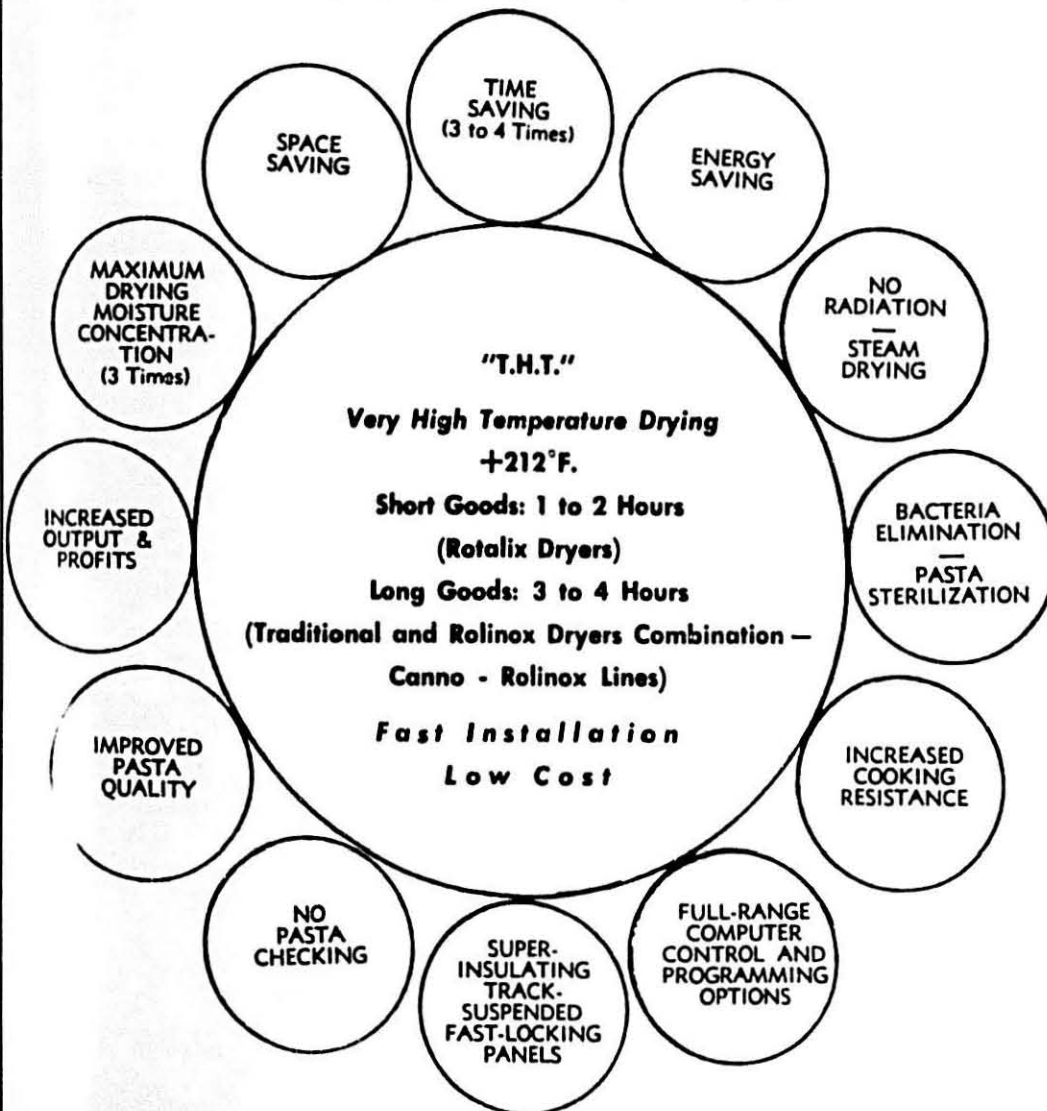 TIME
SAVING
(3 to 4 Times)
ENERGY
SAVING
NO
RADIATION
—
STEAM
DRYING
BACTERIA
ELIMINATION
—
PASTA
STERILIZATION
INCREASED
COOKING
RESISTANCE
FULL-RANGE
COMPUTER
CONTROL AND
PROGRAMMING
OPTIONS
SUPER-
INSULATING
TRACK-
SUSPENDED
FAST-LOCKING
PANELS
NO
PASTA
CHECKING
IMPROVED
PASTA
QUALITY
INCREASED
OUTPUT &
PROFITS
MAXIMUM
DRYING
MOISTURE
CONCENTRA-
TION
(3 Times)
SPACE
SAVING
"T.H.T."
Very High Temperature Drying
+212°F.
Short Goods: 1 to 2 Hours
(Rotalix Dryers)
Long Goods: 3 to 4 Hours
(Traditional and Rolinox Dryers Combination —
Canno - Rolinox Lines)
Fast Installation
Low Cost